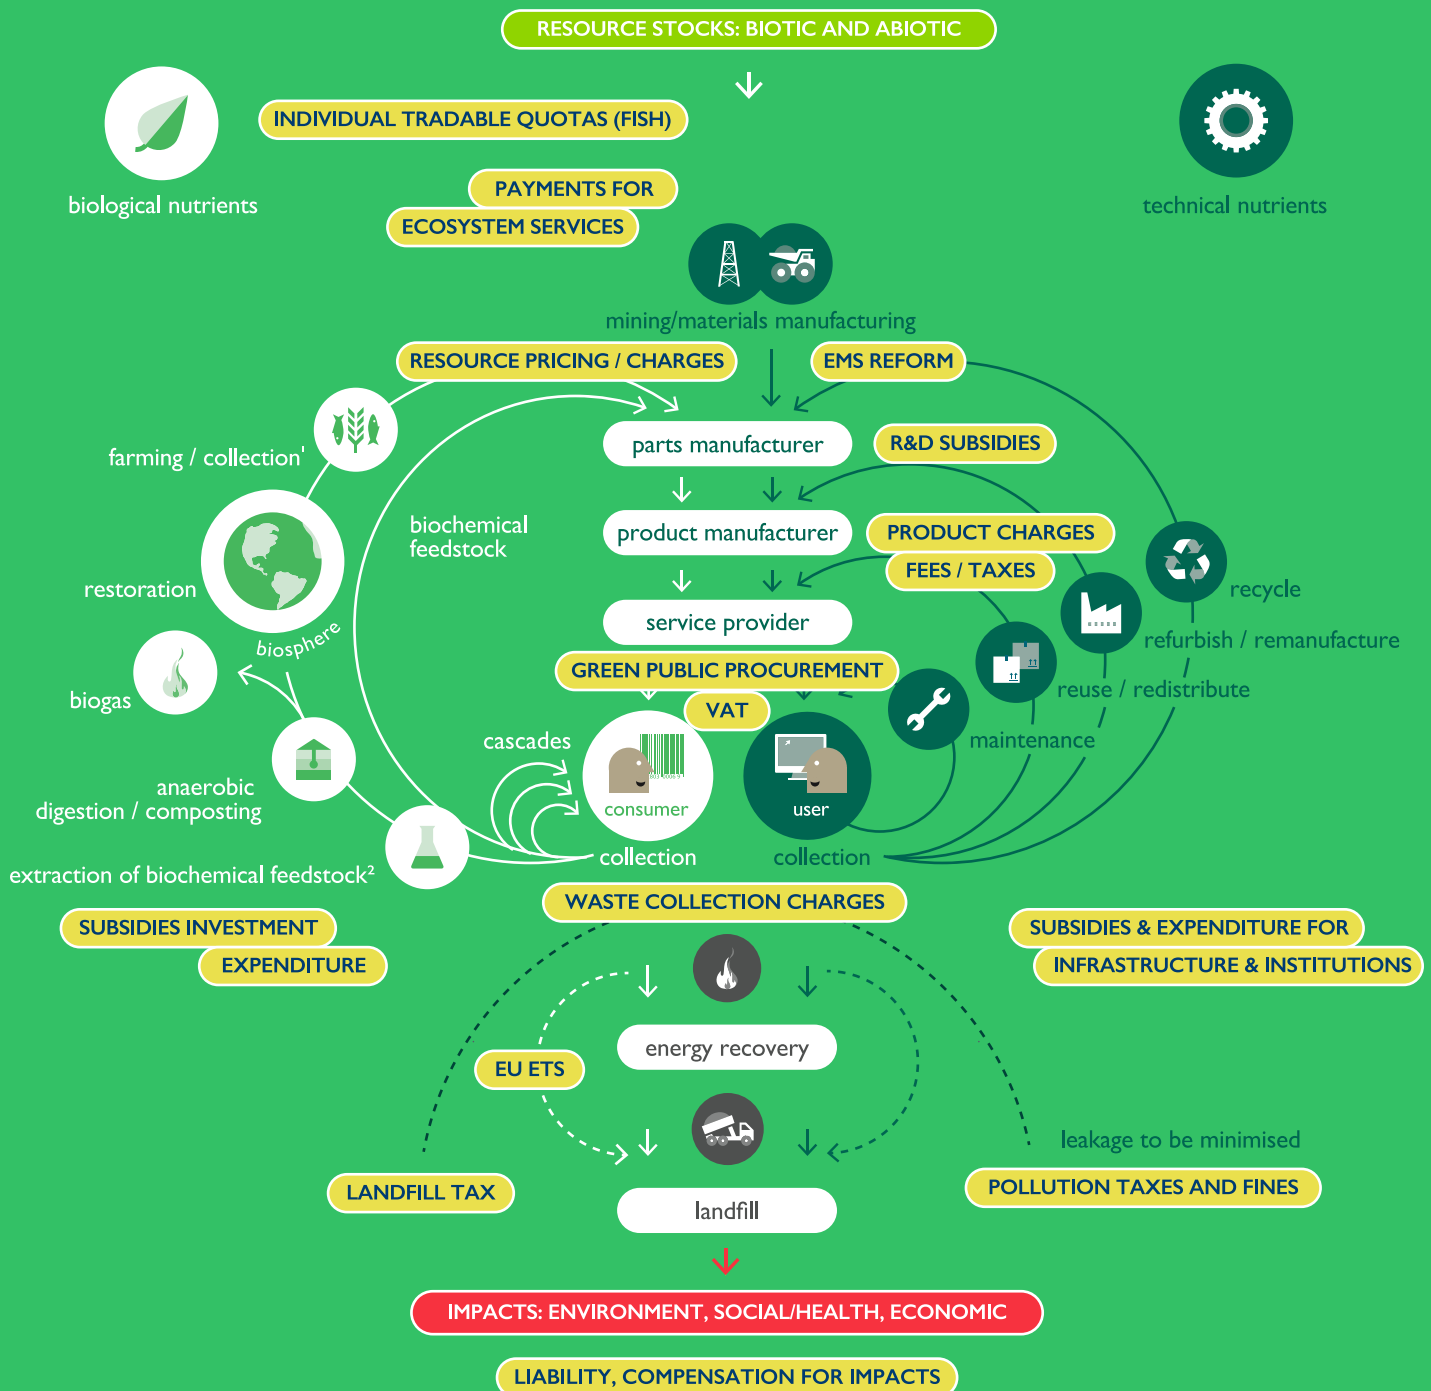 RESOURCE STOCKS: BIOTIC AND ABIOTIC
INDIVIDUAL TRADABLE QUOTAS (FISH)
biological nutrients
technical nutrients
PAYMENTS FOR
ECOSYSTEM SERVICES
mining/materials manufacturing
RESOURCE PRICING / CHARGES
EMS REFORM
farming / collection¹
parts manufacturer
R&D SUBSIDIES
biochemical
feedstock
product manufacturer
PRODUCT CHARGES
FEES / TAXES
restoration
recycle
biosphere
service provider
refurbish / remanufacture
GREEN PUBLIC PROCUREMENT
reuse / redistribute
biogas
VAT
cascades
maintenance
anaerobic
digestion / composting
consumer
user
collection
collection
extraction of biochemical feedstock²
WASTE COLLECTION CHARGES
SUBSIDIES INVESTMENT
EXPENDITURE
SUBSIDIES & EXPENDITURE FOR
INFRASTRUCTURE & INSTITUTIONS
energy recovery
EU ETS
leakage to be minimised
LANDFILL TAX
POLLUTION TAXES AND FINES
landfill
IMPACTS: ENVIRONMENT, SOCIAL/HEALTH, ECONOMIC
LIABILITY, COMPENSATION FOR IMPACTS